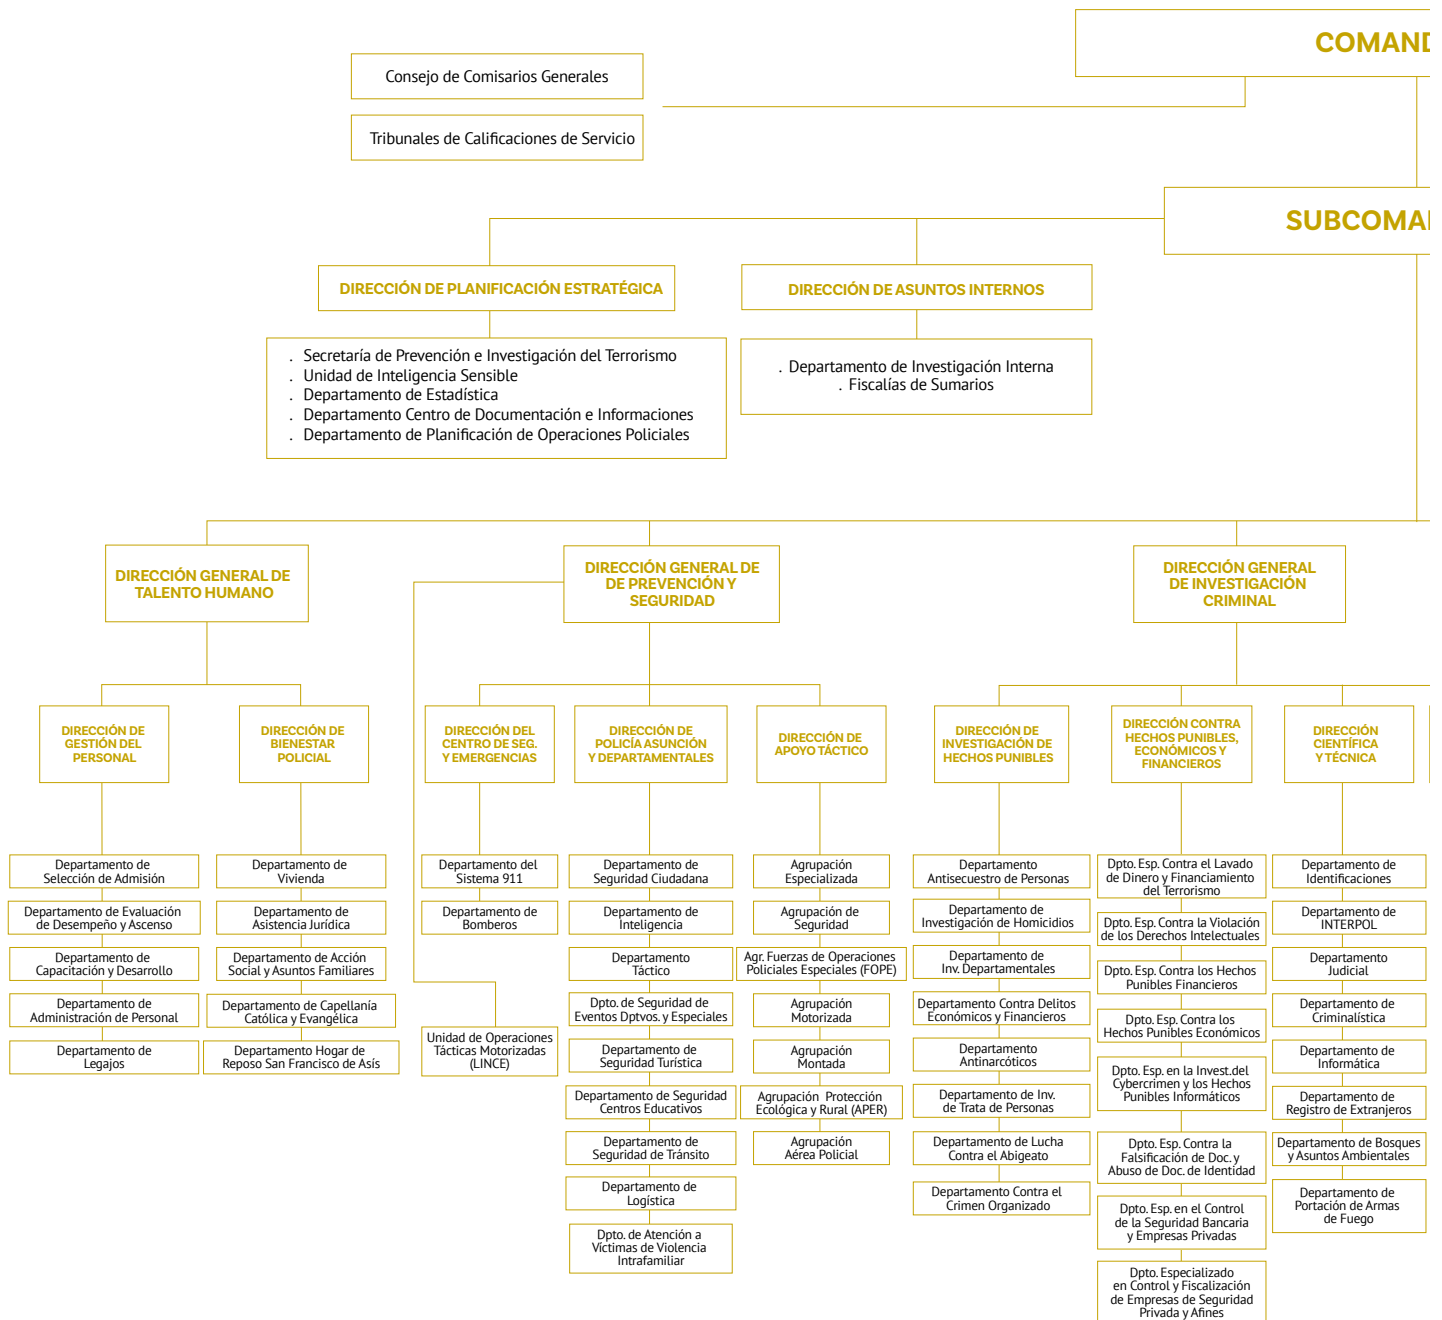 COMAND
Consejo de Comisarios Generales
Tribunales de Calificaciones de Servicio
SUBCOMA
DIRECCIÓN DE PLANIFICACIÓN ESTRATÉGICA
. Secretaría de Prevención e Investigación del Terrorismo
. Unidad de Inteligencia Sensible
. Departamento de Estadística
. Departamento Centro de Documentación e Informaciones
. Departamento de Planificación de Operaciones Policiales
DIRECCIÓN DE ASUNTOS INTERNOS
. Departamento de Investigación Interna
. Fiscalías de Sumarios
DIRECCIÓN GENERAL DE
TALENTO HUMANO
DIRECCIÓN GENERAL DE
DE PREVENCIÓN Y
SEGURIDAD
DIRECCIÓN GENERAL
DE INVESTIGACIÓN
CRIMINAL
DIRECCIÓN DE
GESTIÓN DEL
PERSONAL
Departamento de
Selección de Admisión
Departamento de Evaluación
de Desempeño y Ascenso
Departamento de
Capacitación y Desarrollo
Departamento de
Administración de Personal
Departamento de
Legajos
DIRECCIÓN DE
BIENESTAR
POLICIAL
Departamento de
Vivienda
Departamento de
Asistencia Jurídica
Departamento de Acción
Social y Asuntos Familiares
Departamento de Capellanía
Católica y Evangélica
Departamento Hogar de
Reposo San Francisco de Asís
DIRECCIÓN DEL
CENTRO DE SEG.
Y EMERGENCIAS
Departamento del
Sistema 911
Departamento de
Bomberos
Unidad de Operaciones
Tácticas Motorizadas
(LINCE)
DIRECCIÓN DE
POLICÍA ASUNCIÓN
Y DEPARTAMENTALES
Departamento de
Seguridad Ciudadana
Departamento de
Inteligencia
Departamento
Táctico
Dpto. de Seguridad de
Eventos Dptvos. y Especiales
Departamento de
Seguridad Turística
Departamento de Seguridad
Centros Educativos
Departamento de
Seguridad de Tránsito
Departamento de
Logística
Dpto. de Atención a
Víctimas de Violencia
Intrafamiliar
DIRECCIÓN DE
APOYO TÁCTICO
Agrupación
Especializada
Agrupación de
Seguridad
Agr. Fuerzas de Operaciones
Policiales Especiales (FOPE)
Agrupación
Motorizada
Agrupación
Montada
Agrupación Protección
Ecológica y Rural (APER)
Agrupación
Aérea Policial
DIRECCIÓN DE
INVESTIGACIÓN DE
HECHOS PUNIBLES
Departamento
Antisecuestro de Personas
Departamento de
Investigación de Homicidios
Departamento de
Inv. Departamentales
Departamento Contra Delitos
Económicos y Financieros
Departamento
Antinarcóticos
Departamento de Inv.
de Trata de Personas
Departamento de Lucha
Contra el Abigeato
Departamento Contra el
Crimen Organizado
DIRECCIÓN CONTRA
HECHOS PUNIBLES,
ECONÓMICOS Y
FINANCIEROS
Dpto. Esp. Contra el Lavado
de Dinero y Financiamiento
del Terrorismo
Dpto. Esp. Contra la Violación
de los Derechos Intelectuales
Dpto. Esp. Contra los Hechos
Punibles Financieros
Dpto. Esp. Contra los
Hechos Punibles Económicos
Dpto. Esp. en la Invest.del
Cybercrimen y los Hechos
Punibles Informáticos
Dpto. Esp. Contra la
Falsificación de Doc. y
Abuso de Doc. de Identidad
Dpto. Esp. en el Control
de la Seguridad Bancaria
y Empresas Privadas
Dpto. Especializado
en Control y Fiscalización
de Empresas de Seguridad
Privada y Afines
DIRECCIÓN
CIENTÍFICA
Y TÉCNICA
Departamento de
Identificaciones
Departamento de
INTERPOL
Departamento
Judicial
Departamento de
Criminalística
Departamento de
Informática
Departamento de
Registro de Extranjeros
Departamento de Bosques
y Asuntos Ambientales
Departamento de
Portación de Armas
de Fuego